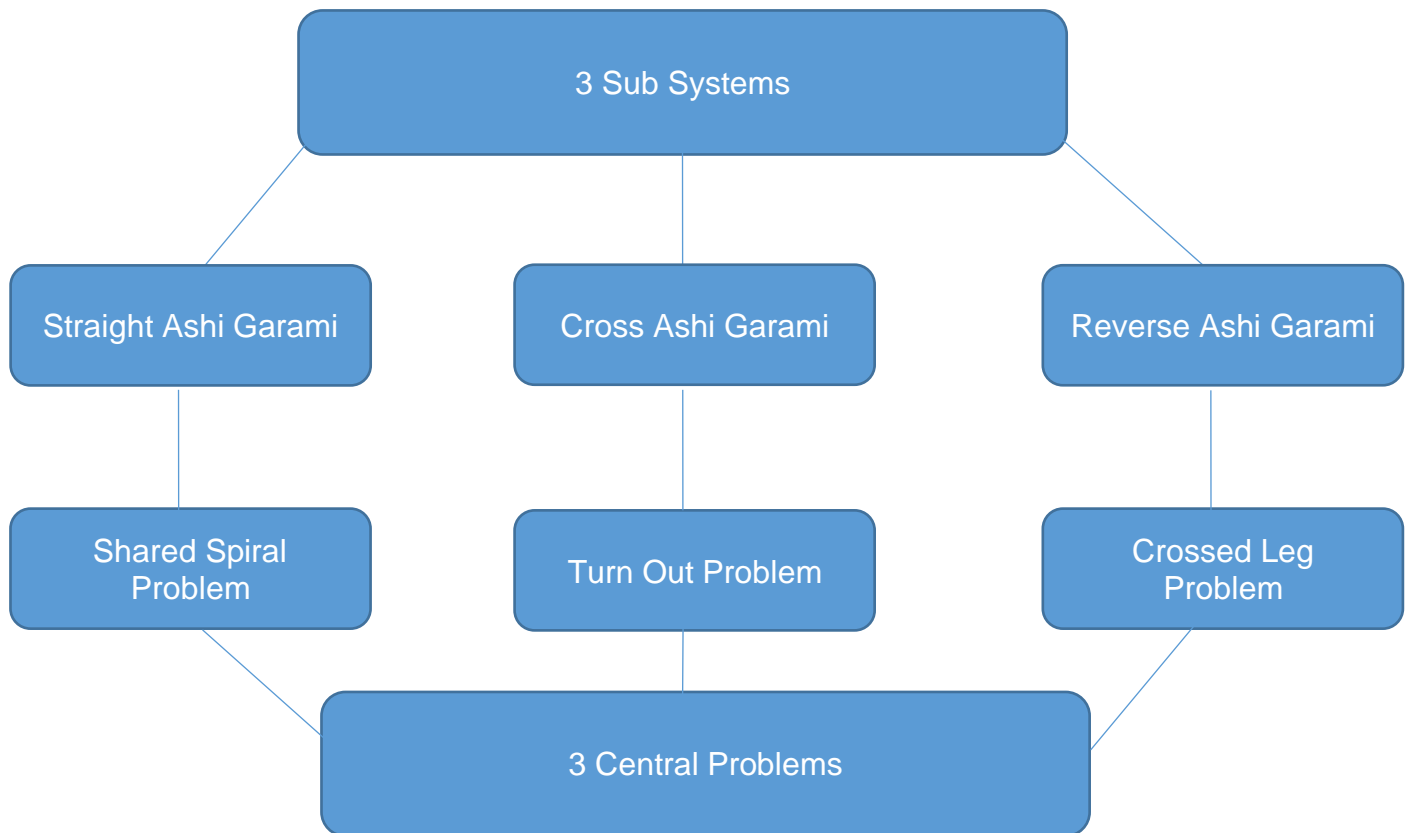 3 Sub Systems
Straight Ashi Garami
Cross Ashi Garami
Reverse Ashi Garami
Shared Spiral
Problem
Turn Out Problem
Crossed Leg
Problem
3 Central Problems